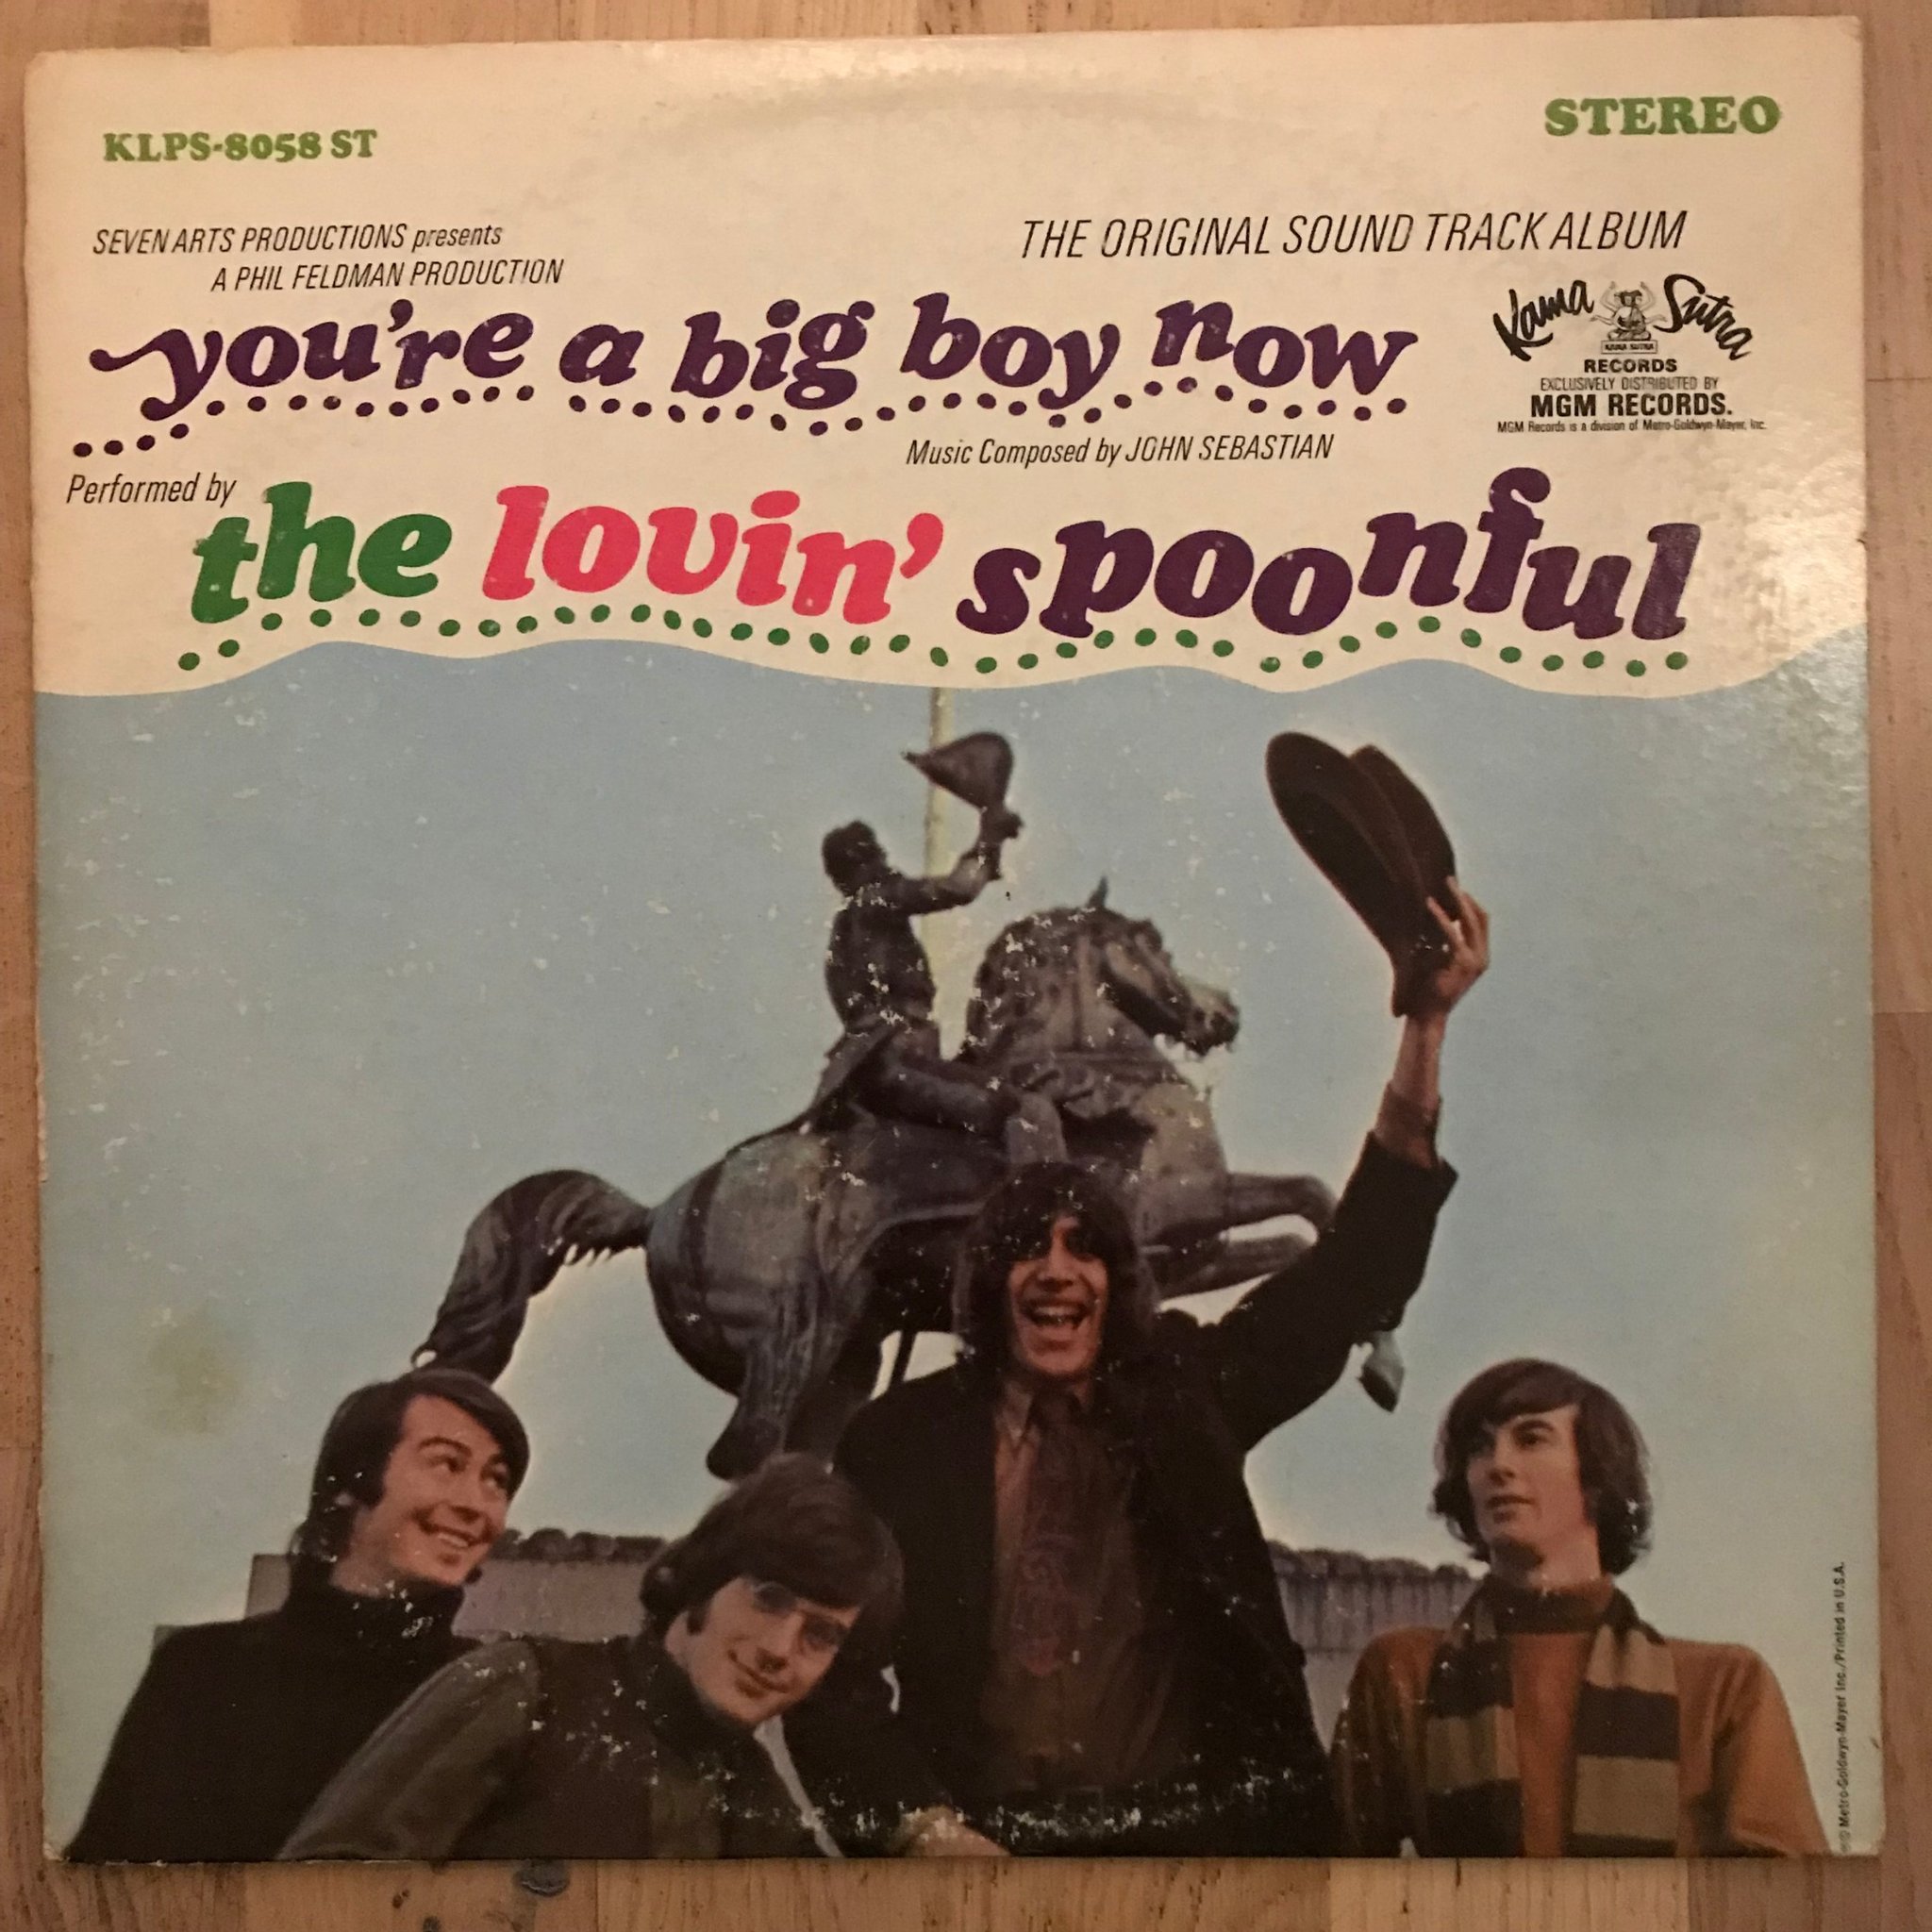 KLPS-8058 ST
STEREO
SEVEN ARTS PRODUCTIONS presents
A PHIL FELDMAN PRODUCTION
THE ORIGINAL SOUND TRACK ALBUM
you're a big boy now
Kama Sutra
KAMA SUTRA
RECORDS
EXCLUSIVELY DISTRIBUTED BY
MGM RECORDS.
MGM Records is a division of Metro-Goldwyn-Mayer, Inc.
Music Composed by JOHN SEBASTIAN
Performed by
the lovin' spoonful
Metro-Goldwyn-Mayer Inc./Printed in U.S.A.